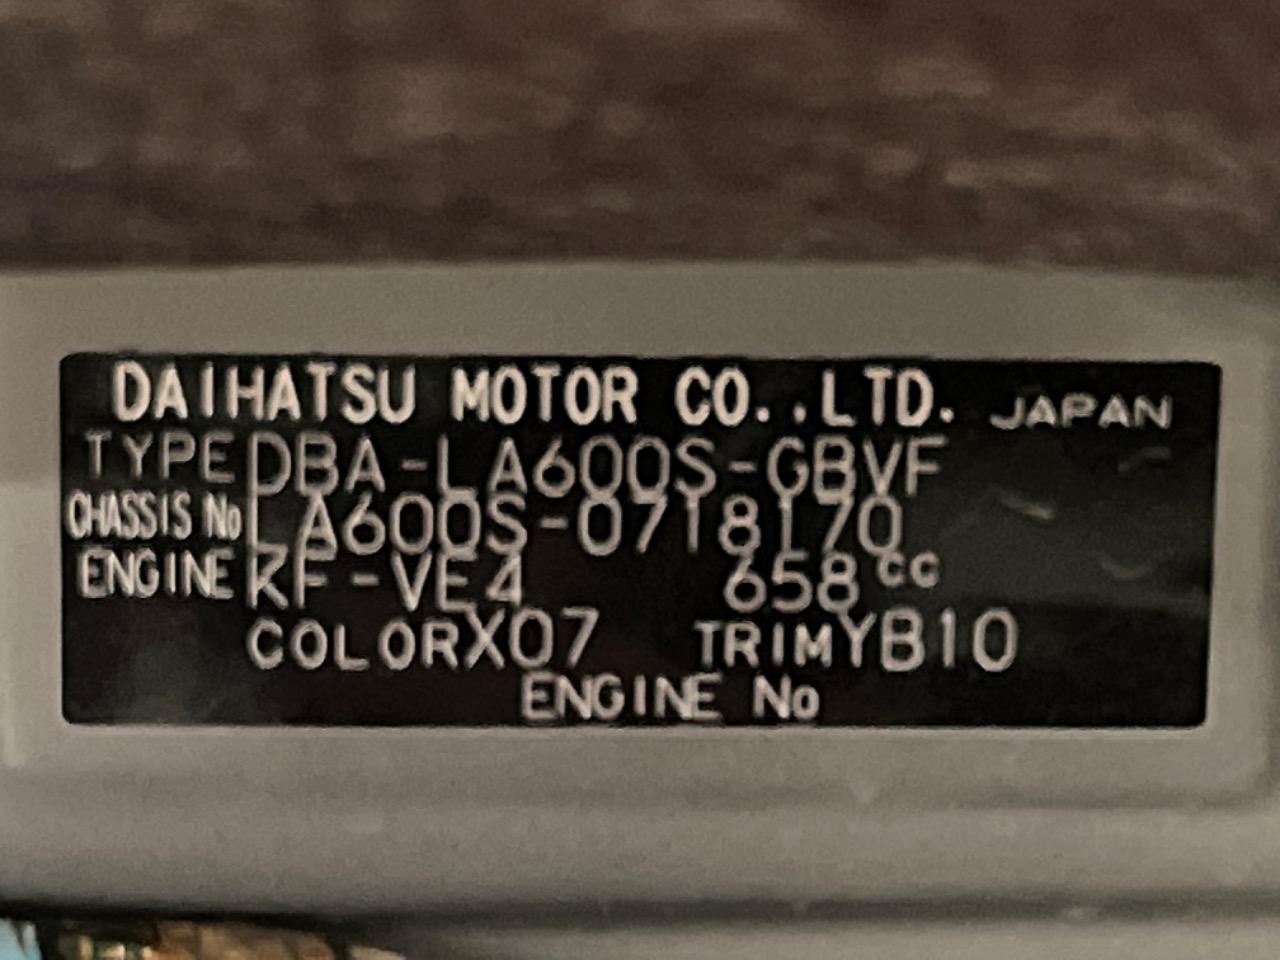 DAIHATSU MOTOR CO.,LTD. JAPAN
TYPE DBA-LA600S-GBVF
CHASSIS No LA600S-0718170
ENGINE KF-VE4 658cc
COLOR X07 TRIM YB10
ENGINE No